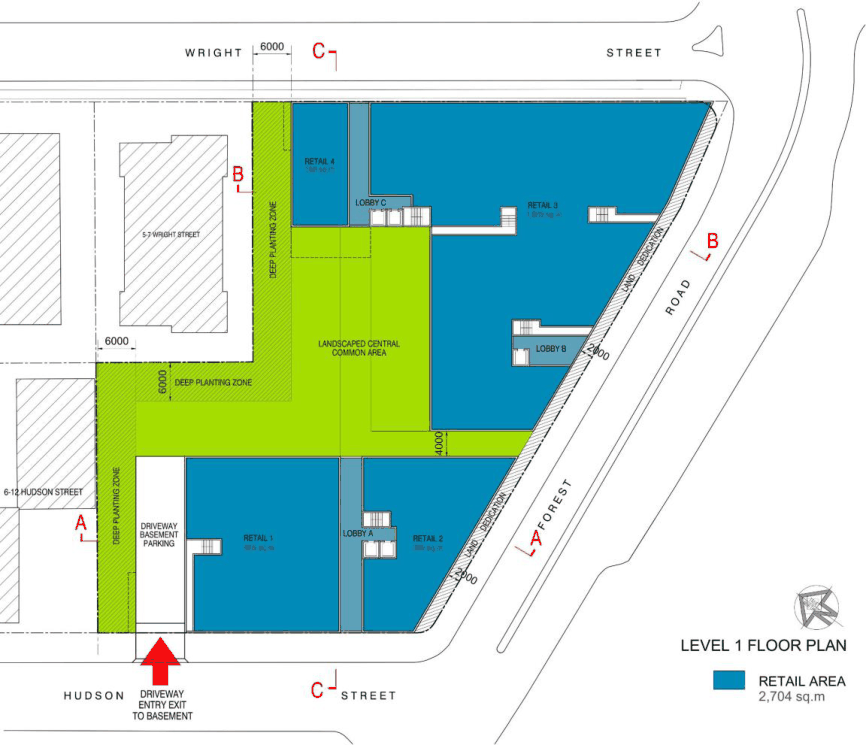 WRIGHT
6000
C
STREET
B
5-7 WRIGHT STREET
DEEP PLANTING ZONE
RETAIL 4
LOBBY C
RETAIL 3
LAND DEDICATION
B
ROAD
6000
6000
DEEP PLANTING ZONE
LANDSCAPED CENTRAL
COMMON AREA
LOBBY B
2000
4000
6-12 HUDSON STREET
A
DEEP PLANTING ZONE
DRIVEWAY
BASEMENT
PARKING
RETAIL 1
LOBBY A
RETAIL 2
LAND DEDICATION
2000
A
FOREST
HUDSON
DRIVEWAY
ENTRY EXIT
TO BASEMENT
C
STREET
LEVEL 1 FLOOR PLAN
RETAIL AREA
2,704 sq.m